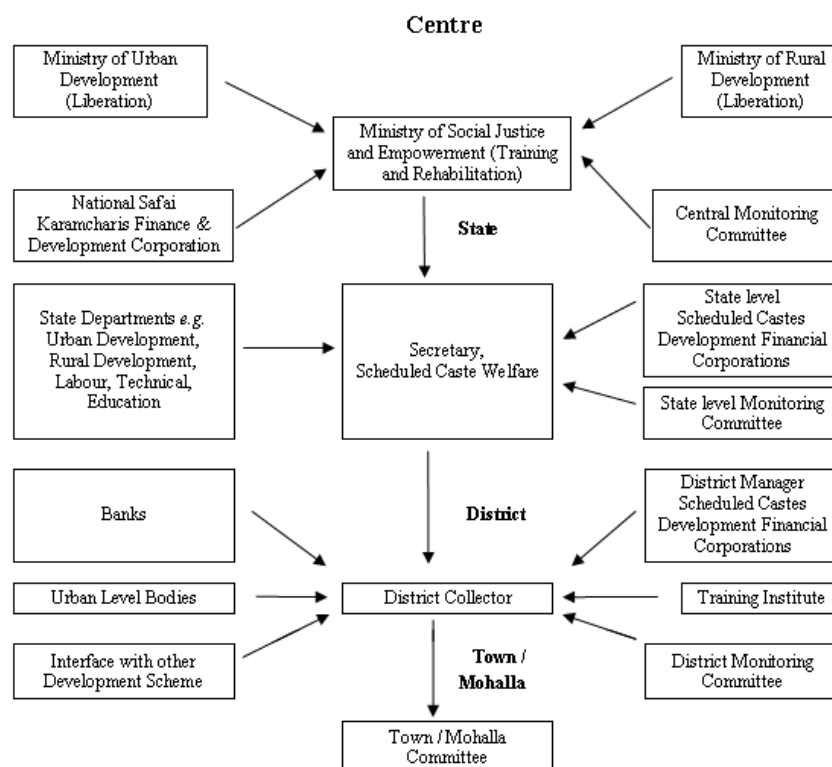 Centre
Ministry of Urban
Development
(Liberation)
Ministry of Rural
Development
(Liberation)
Ministry of Social Justice
and Empowerment (Training
and Rehabilitation)
National Safai
Karamcharis Finance &
Development Corporation
Central Monitoring
Committee
State
State Departments e.g.
Urban Development,
Rural Development,
Labour, Technical,
Education
Secretary,
Scheduled Caste Welfare
State level
Scheduled Castes
Development Financial
Corporations
State level Monitoring
Committee
Banks
District
District Manager
Scheduled Castes
Development Financial
Corporations
Urban Level Bodies
District Collector
Training Institute
Interface with other
Development Scheme
Town /
Mohalla
District Monitoring
Committee
Town / Mohalla
Committee